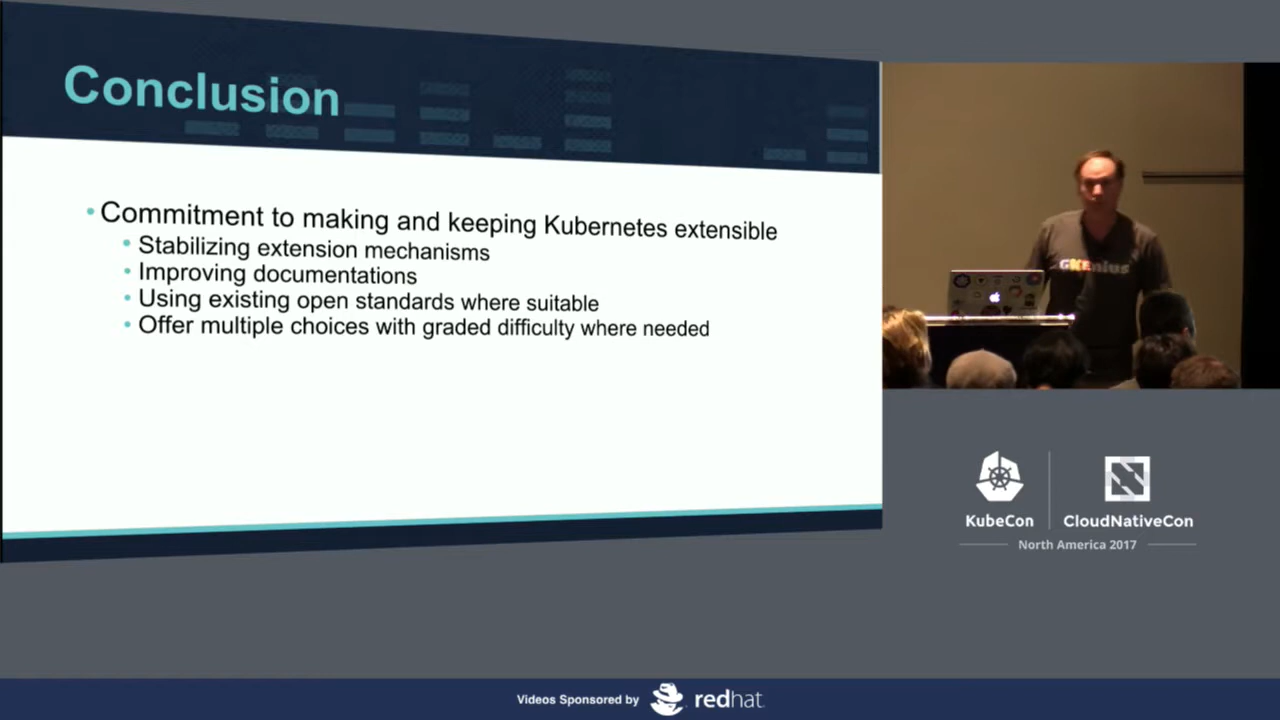 Conclusion
• Commitment to making and keeping Kubernetes extensible
• Stabilizing extension mechanisms
• Improving documentations
• Using existing open standards where suitable
• Offer multiple choices with graded difficulty where needed
GKEnius
KubeCon
CloudNativeCon
North America 2017
Videos Sponsored by
redhat.